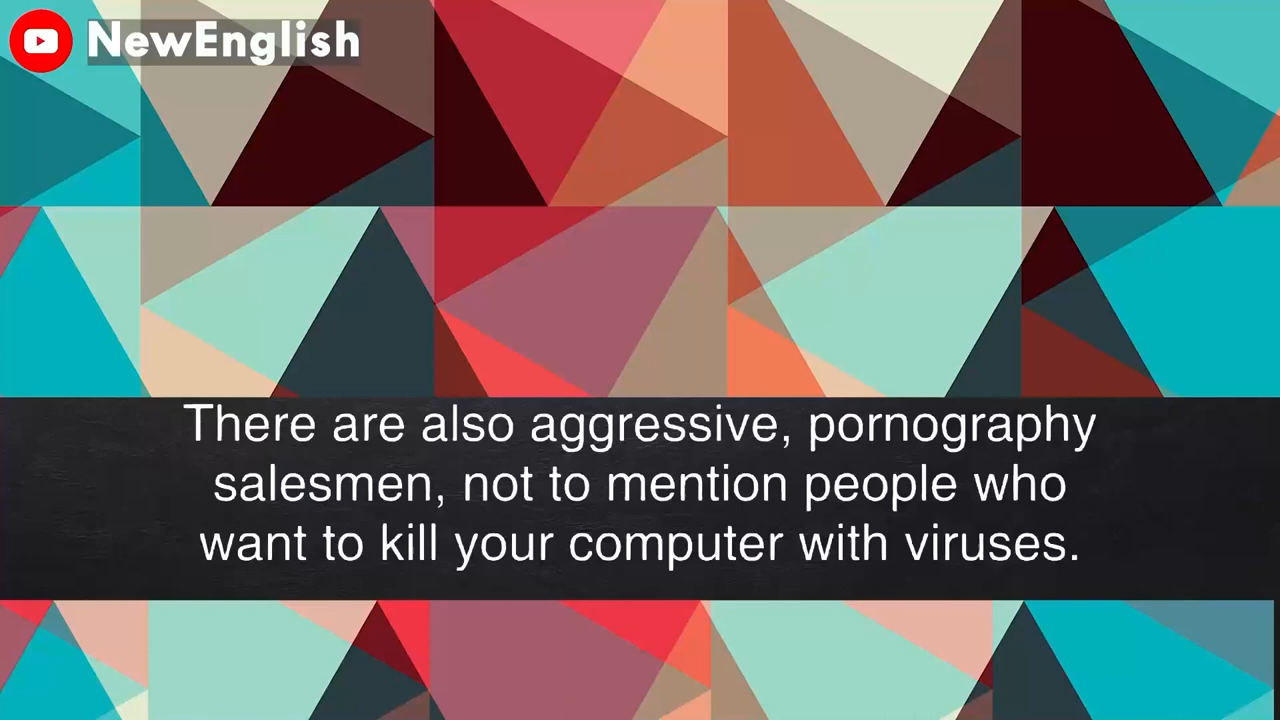 NewEnglish
There are also aggressive, pornography
salesmen, not to mention people who
want to kill your computer with viruses.